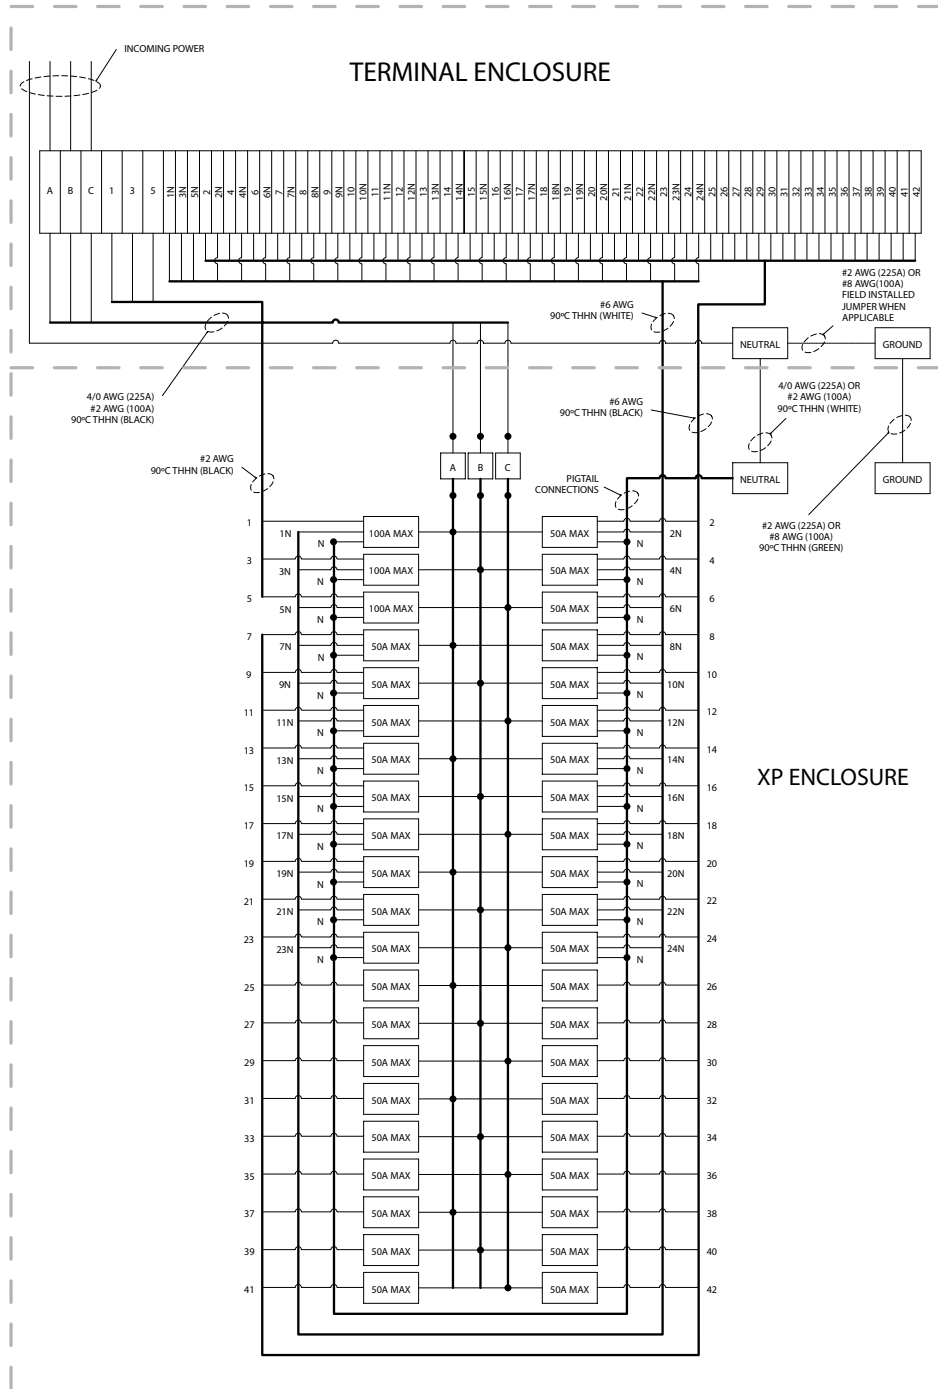 INCOMING POWER
TERMINAL ENCLOSURE
A B C 1 3 5 1N 3N 5N 2 2N 4 4N 6 6N 7 7N 8 8N 9 9N 10 10N 11 11N 12 12N 13 13N 14 14N 15 15N 16 16N 17 17N 18 18N 19 19N 20 20N 21 21N 22 22N 23 23N 24 24N 25 26 27 28 29 30 31 32 33 34 35 36 37 38 39 40 41 42
#2 AWG (225A) OR
#8 AWG(100A)
FIELD INSTALLED
JUMPER WHEN
APPLICABLE
#6 AWG
90ºC THHN (WHITE)
NEUTRAL
GROUND
4/0 AWG (225A)
#2 AWG (100A)
90ºC THHN (BLACK)
#6 AWG
90ºC THHN (BLACK)
4/0 AWG (225A) OR
#2 AWG (100A)
90ºC THHN (WHITE)
#2 AWG
90ºC THHN (BLACK)
A B C
PIGTAIL
CONNECTIONS
NEUTRAL
GROUND
#2 AWG (225A) OR
#8 AWG (100A)
90ºC THHN (GREEN)
1 2
1N 100A MAX 50A MAX 2N
N N
3 4
3N 100A MAX 50A MAX 4N
N N
5 6
5N 100A MAX 50A MAX 6N
N N
7 8
7N 50A MAX 50A MAX 8N
N N
9 10
9N 50A MAX 50A MAX 10N
N N
11 12
11N 50A MAX 50A MAX 12N
N N
13 14
13N 50A MAX 50A MAX 14N
N N
XP ENCLOSURE
15 16
15N 50A MAX 50A MAX 16N
N N
17 18
17N 50A MAX 50A MAX 18N
N N
19 20
19N 50A MAX 50A MAX 20N
N N
21 22
21N 50A MAX 50A MAX 22N
N N
23 24
23N 50A MAX 50A MAX 24N
N N
25 50A MAX 50A MAX 26
27 50A MAX 50A MAX 28
29 50A MAX 50A MAX 30
31 50A MAX 50A MAX 32
33 50A MAX 50A MAX 34
35 50A MAX 50A MAX 36
37 50A MAX 50A MAX 38
39 50A MAX 50A MAX 40
41 50A MAX 50A MAX 42